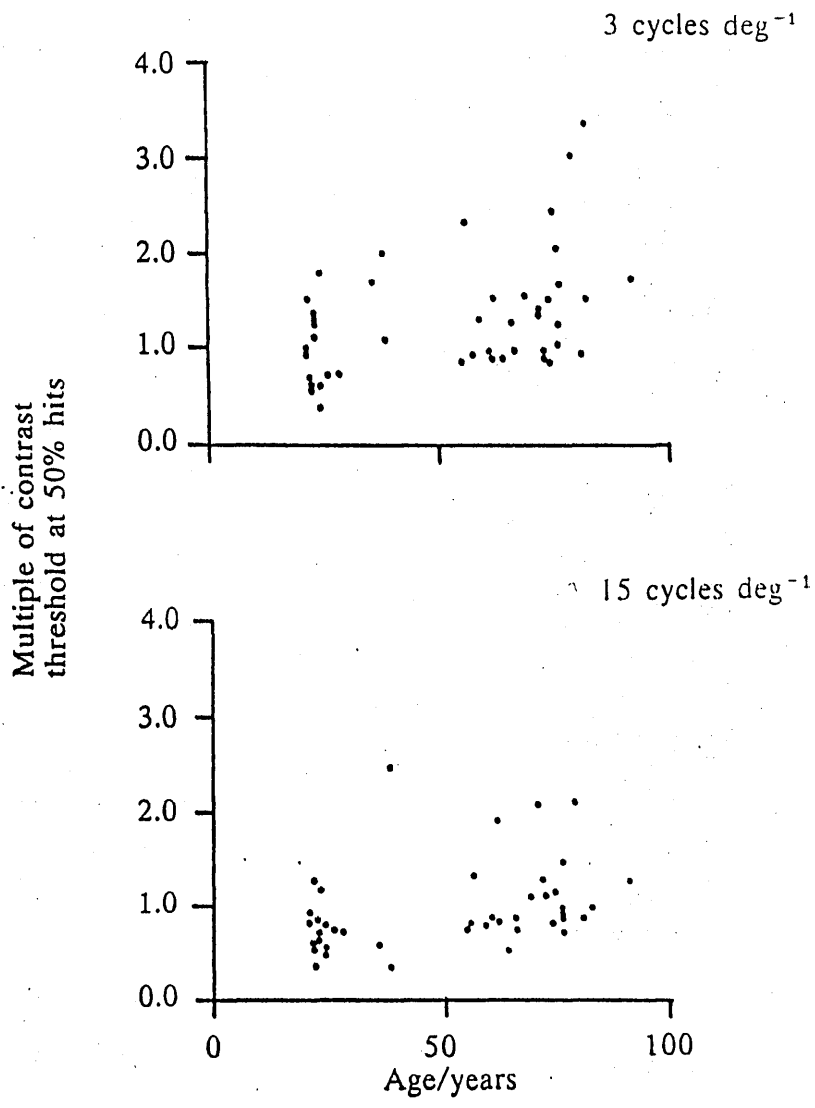 3 cycles deg⁻¹
4.0
3.0
2.0
1.0
0.0
Multiple of contrast
threshold at 50% hits
15 cycles deg⁻¹
4.0
3.0
2.0
1.0
0.0
0 50 100
Age/years